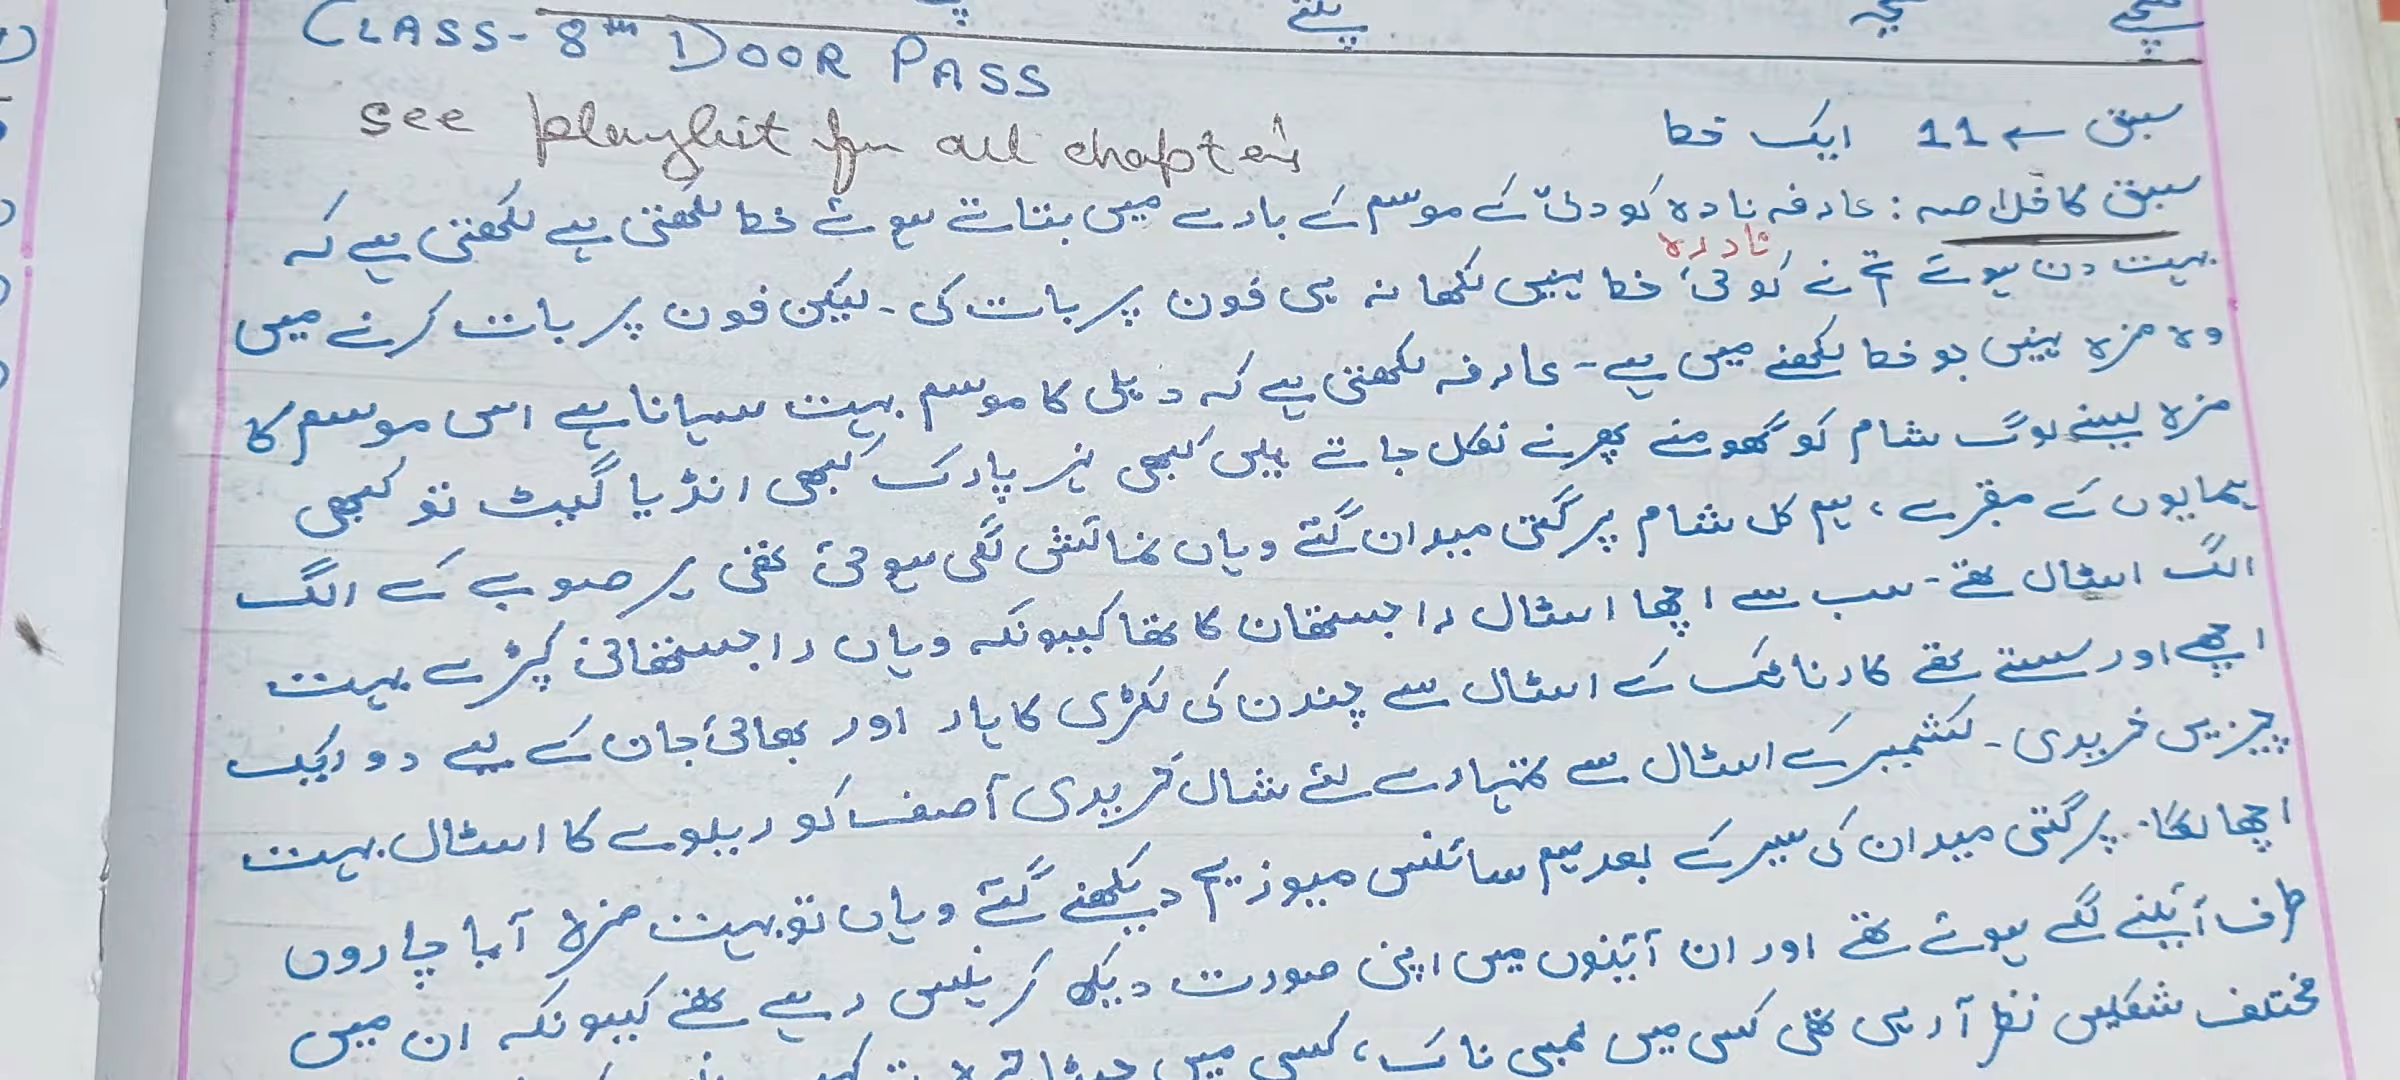 CLASS-8TH DOOR PASS
see playlist for all chapters
سبق ← 11 ایک خط
سبق کا خلاصہ : عارفہ نادہ کو دلّی کے موسم کے بارے میں بتاتے ہوئے خط لکھتی ہے لکھتی ہے کہ
نادرہ
بہت دن ہوئے تم نے کوئی خط نہیں لکھا نہ ہی فون پر بات کی۔ لیکن فون پر بات کرنے میں
وہ مزہ نہیں جو خط لکھنے میں ہے۔ عارفہ لکھتی ہے کہ دہلی کا موسم بہت سہانا ہے اس موسم کا
مزہ لینے لوگ شام کو گھومنے پھرنے نکل جاتے ہیں کبھی نہر پارک کبھی انڈیا گیٹ تو کبھی
ہمایوں کے مقبرے ، ہم کل شام پرگتی میدان گئے وہاں نمائش لگی ہوئی تھی ہر صوبے کے الگ
الگ اسٹال تھے۔ سب سے اچھا اسٹال راجستھان کا تھا کیونکہ وہاں راجستھانی کپڑے بہت
اچھے اور سستے تھے کارناٹک کے اسٹال سے چندن کی لکڑی کا ہار اور بھائی جان کے لیے دو ایک
چیزیں خریدی۔ کشمیر کے اسٹال سے تمہارے لئے شال خریدی آصف کو ریلوے کا اسٹال بہت
اچھا لگا۔ پرگتی میدان کی سیر کے بعد ہم سائنس میوزیم دیکھنے گئے وہاں تو بہت مزہ آیا چاروں
طرف آئینے لگے ہوئے تھے اور ان آئینوں میں اپنی صورت دیکھ کر ہنس رہے تھے کیونکہ ان میں
مختلف شکلیں نظر آرہی تھی کسی میں لمبی ناک ، کسی میں